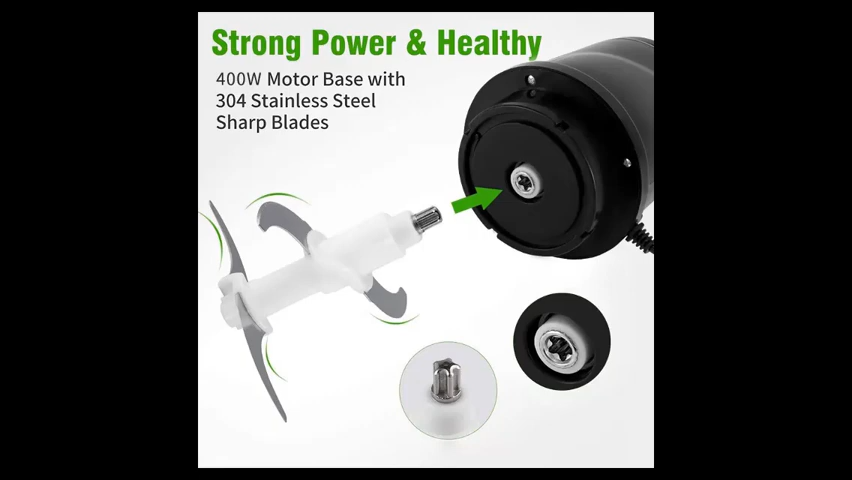 Strong Power & Healthy
400W Motor Base with
304 Stainless Steel
Sharp Blades